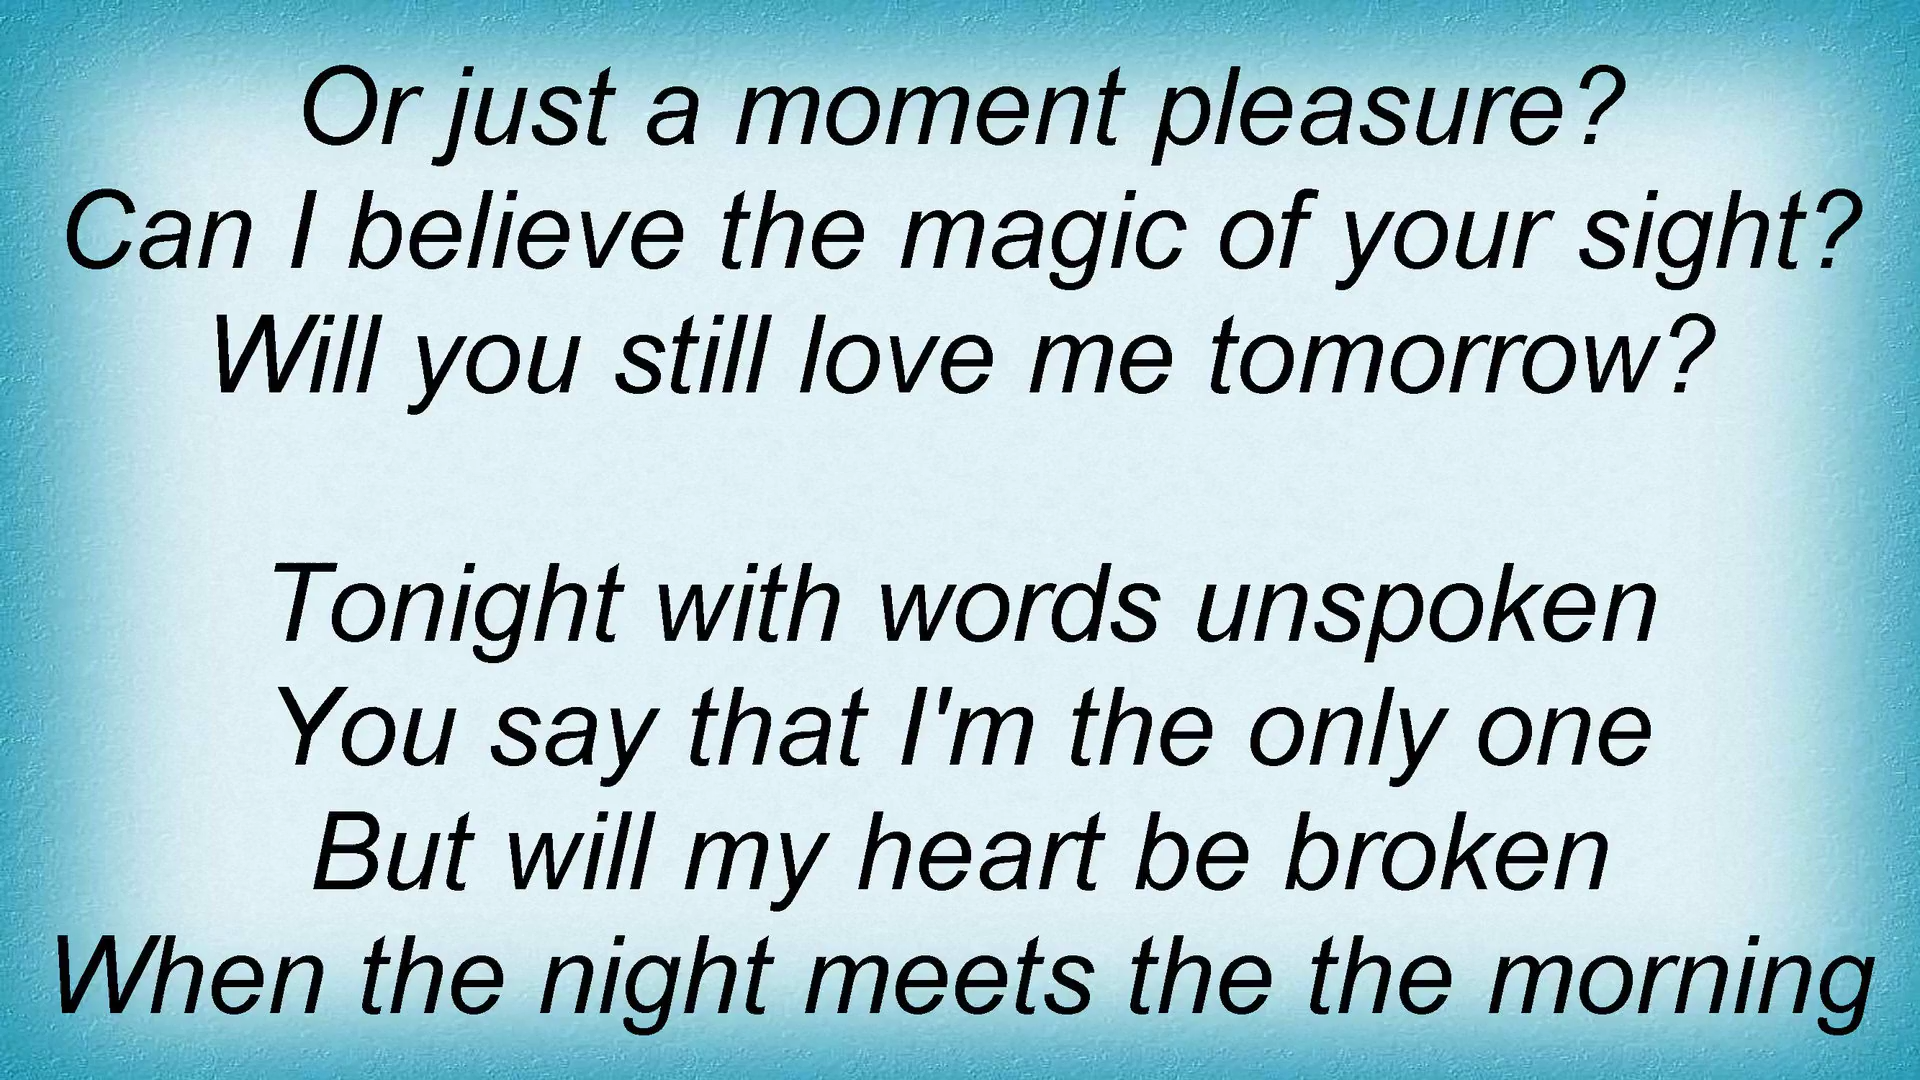 Or just a moment pleasure?
Can I believe the magic of your sight?
Will you still love me tomorrow?
Tonight with words unspoken
You say that I'm the only one
But will my heart be broken
When the night meets the the morning